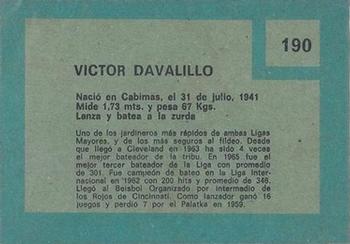 190
VICTOR DAVALILLO
Nació en Cabimas, el 31 de julio, 1941
Mide 1,73 mts. y pesa 67 Kgs.
Lanza y batea a la zurda
Uno de los jardineros más rápidos de ambas Ligas
Mayores, y de los más seguros al fildeo. Desde
que llegó a Cleveland en 1963 ha sido 4 veces
el mejor bateador de la tribu. En 1965 fue el
mejor tercer bateador de la Liga con promedio
de 301. Fue campeón de bateo en la Liga Inter-
nacional en '1962 con 200 hits y promedio de 346.
Llegó al Beisbol Organizado por intermedio de
los Rojos de Cincinnati. Como lanzador ganó 16
juegos y perdió 7 por el Palatka en 1959.